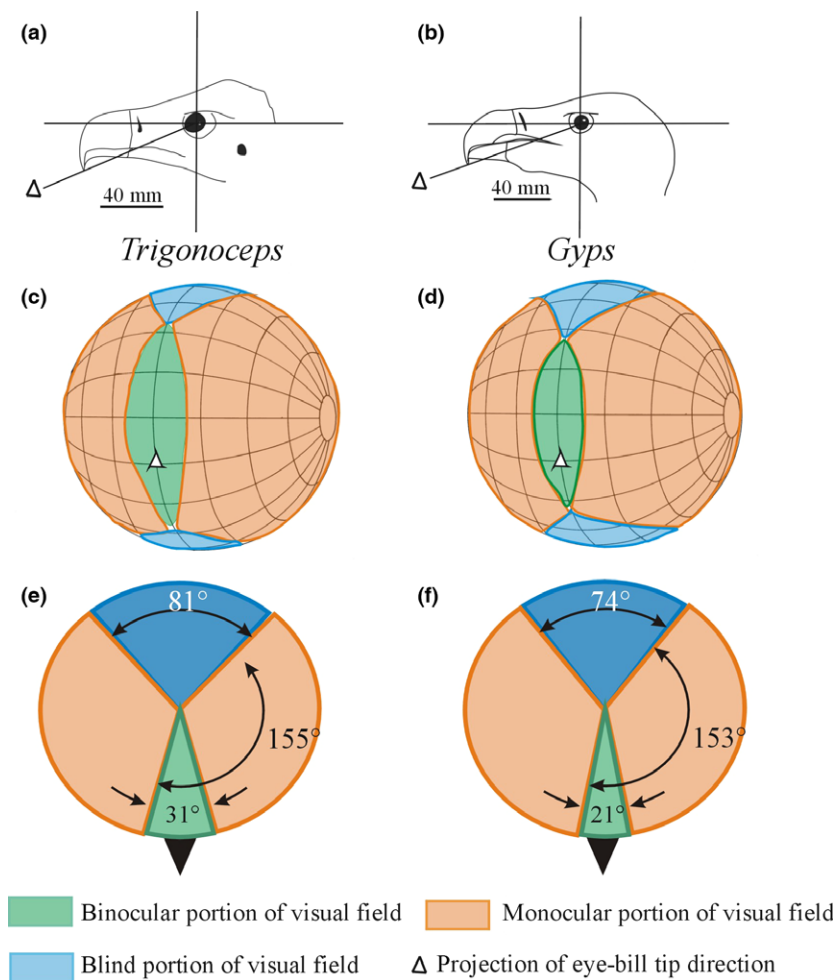 (a)
(b)
Δ
40 mm
Δ
40 mm
Trigonoceps
Gyps
(c)
(d)
(e)
81°
155°
31°
(f)
74°
153°
21°
Binocular portion of visual field
Monocular portion of visual field
Blind portion of visual field
Δ Projection of eye-bill tip direction